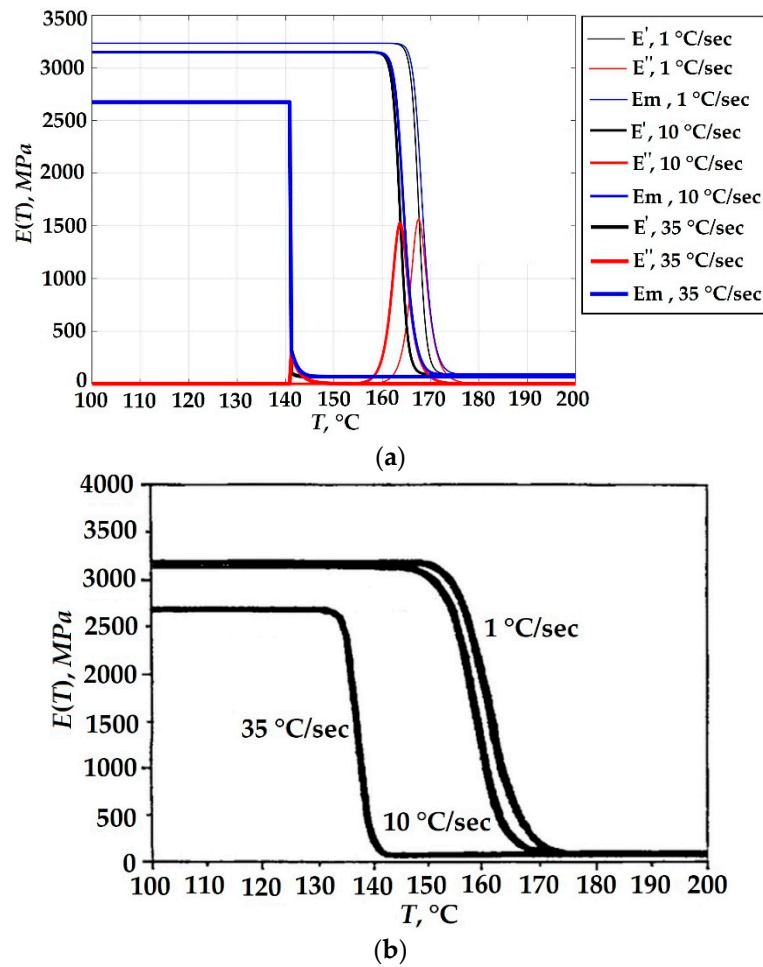 3500
3000
2500
2000
1500
1000
500
0
E(T), MPa
100 110 120 130 140 150 160 170 180 190 200
T, °C
E', 1 °C/sec
E'', 1 °C/sec
Em , 1 °C/sec
E', 10 °C/sec
E'', 10 °C/sec
Em , 10 °C/sec
E', 35 °C/sec
E'', 35 °C/sec
Em , 35 °C/sec
(a)
4000
3500
3000
2500
2000
1500
1000
500
0
E(T), MPa
1 °C/sec
35 °C/sec
10 °C/sec
100 110 120 130 140 150 160 170 180 190 200
T, °C
(b)